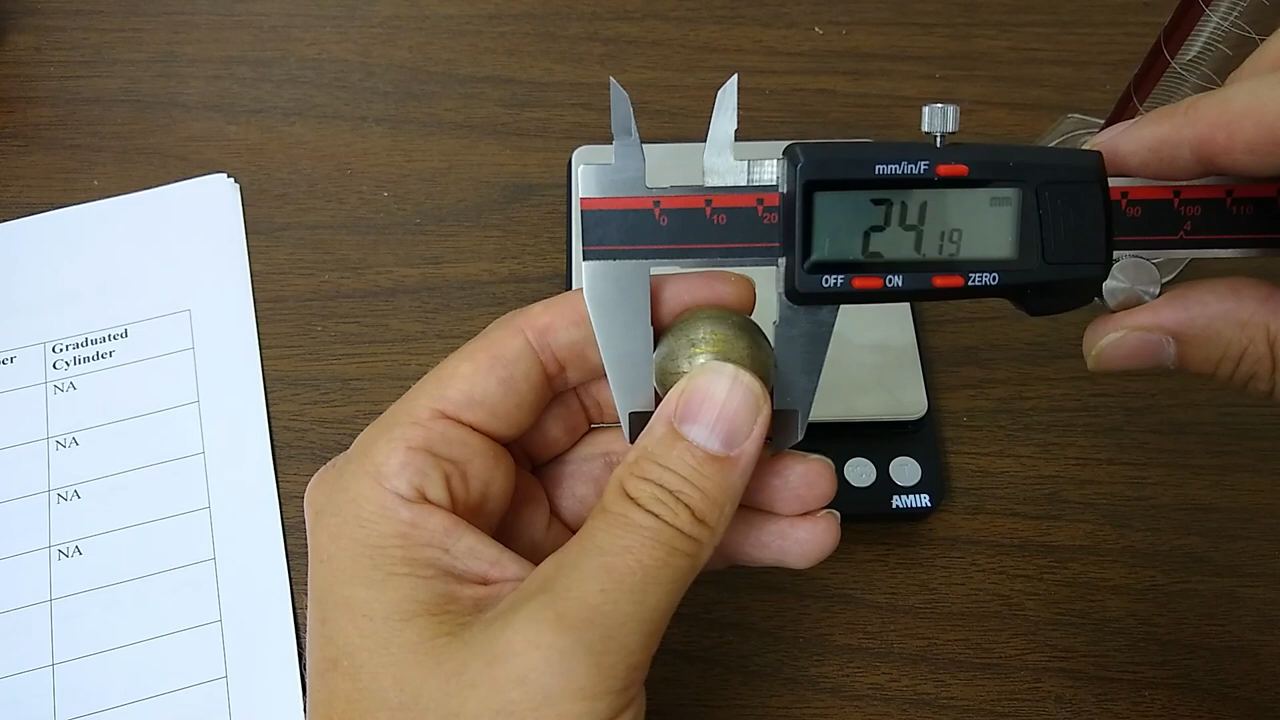 mm/in/F
mm
24.19
OFF ON ZERO
0 10 20
90 100 110
4
AMIR
Graduated
Cylinder
NA
NA
NA
NA